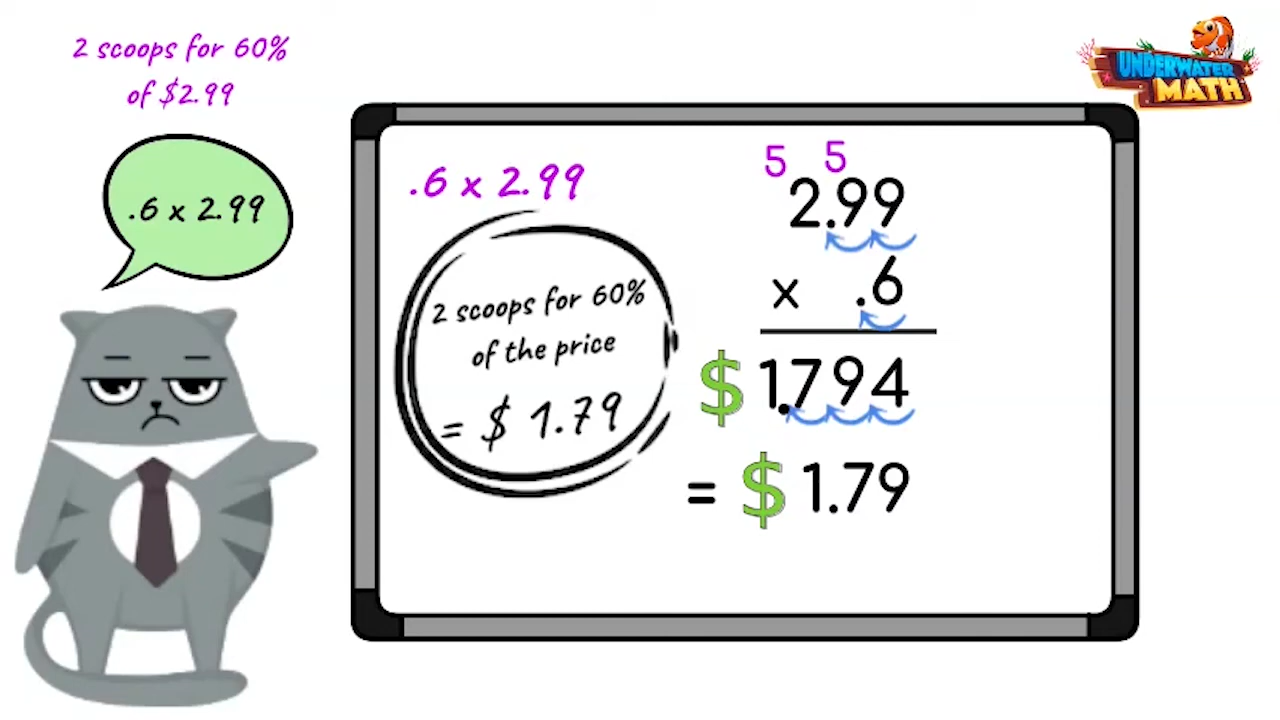 2 scoops for 60%
of $2.99
.6 x 2.99
UNDERWATER
MATH
.6 x 2.99
2 scoops for 60%
of the price
= $ 1.79
5 5
2.99
x .6
$ 1.794
= $ 1.79